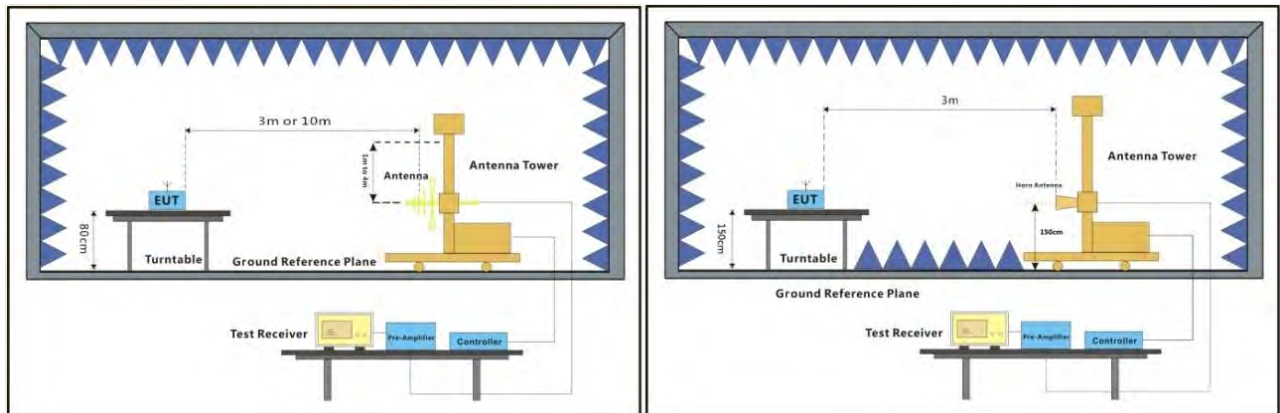 3m or 10m
1m to 4m
Antenna
Antenna Tower
EUT
80cm
Turntable
Ground Reference Plane
Test Receiver
Pre-Amplifier
Controller
3m
Antenna Tower
Horn Antenna
EUT
150cm
150cm
Turntable
Ground Reference Plane
Test Receiver
Pre-Amplifier
Controller